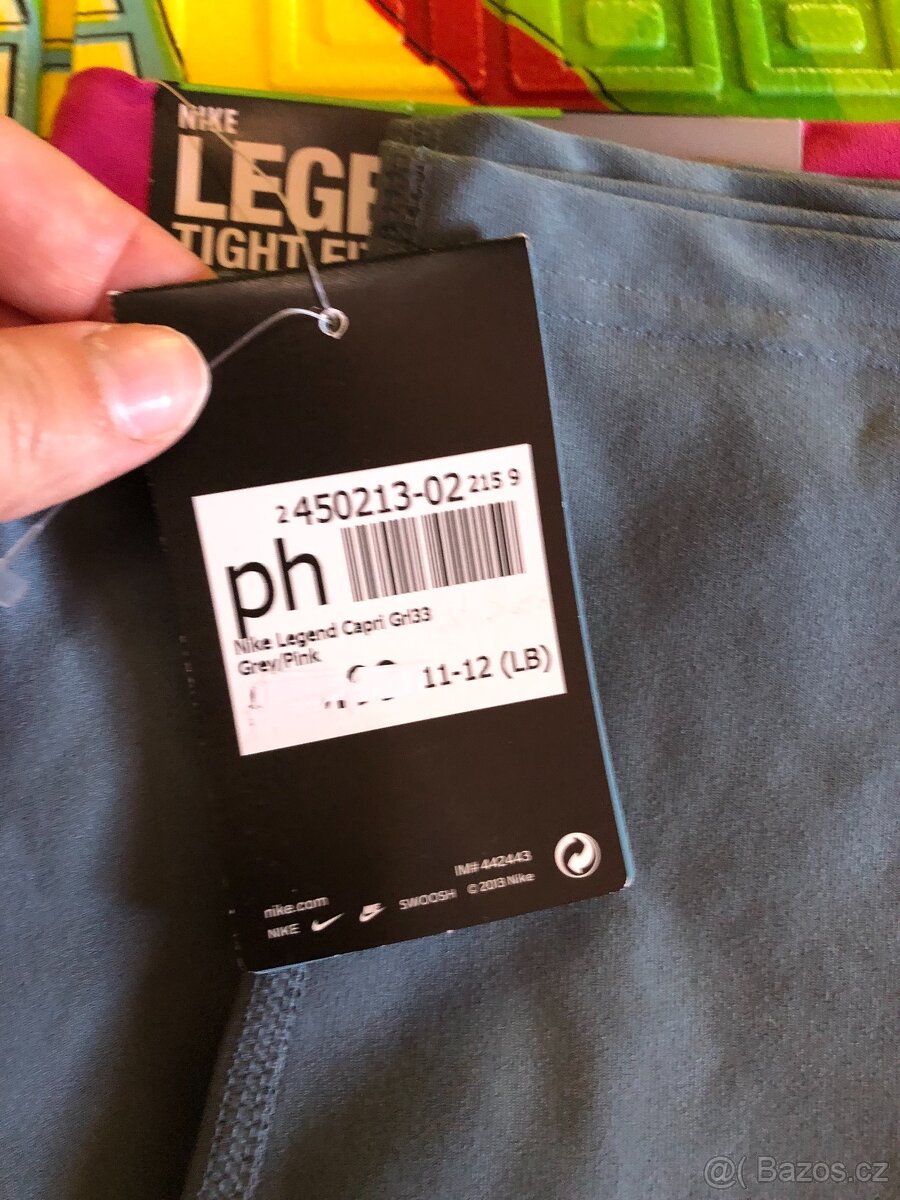 NIKE
LEGE
TIGHT FI
2 450213-02 215 9
ph
Nike Legend Capri Grl33
Grey/Pink
11-12 (LB)
IM# 442443
nike.com
NIKE SWOOSH © 2013 Nike
@( Bazos.cz